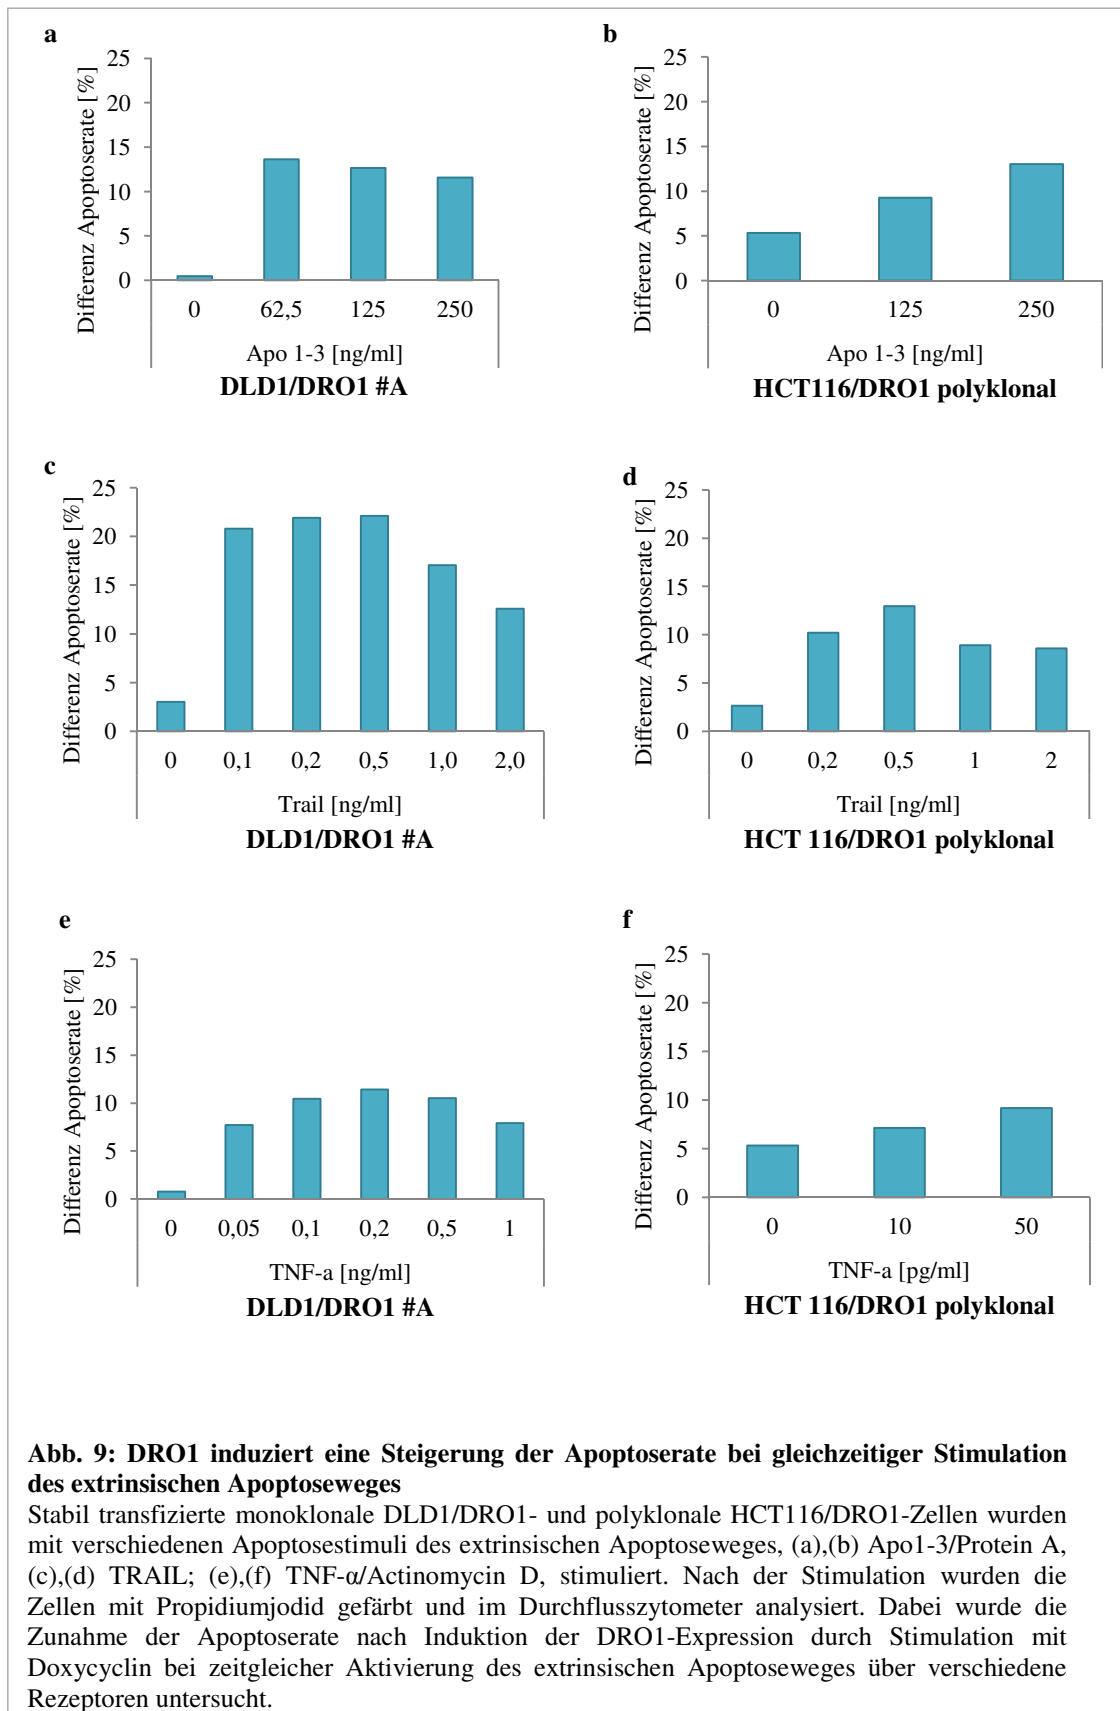 a
Differenz Apoptoserate [%]
25
20
15
10
5
0
0 62,5 125 250
Apo 1-3 [ng/ml]
DLD1/DRO1 #A
b
Differenz Apoptoserate [%]
25
20
15
10
5
0
0 125 250
Apo 1-3 [ng/ml]
HCT116/DRO1 polyklonal
c
Differenz Apoptoserate [%]
25
20
15
10
5
0
0 0,1 0,2 0,5 1,0 2,0
Trail [ng/ml]
DLD1/DRO1 #A
d
Differenz Apoptoserate [%]
25
20
15
10
5
0
0 0,2 0,5 1 2
Trail [ng/ml]
HCT 116/DRO1 polyklonal
e
Differenz Apoptoserate [%]
25
20
15
10
5
0
0 0,05 0,1 0,2 0,5 1
TNF-a [ng/ml]
DLD1/DRO1 #A
f
Differenz Apoptoserate [%]
25
20
15
10
5
0
0 10 50
TNF-a [pg/ml]
HCT 116/DRO1 polyklonal
Abb. 9: DRO1 induziert eine Steigerung der Apoptoserate bei gleichzeitiger Stimulation
des extrinsischen Apoptoseweges
Stabil transfizierte monoklonale DLD1/DRO1- und polyklonale HCT116/DRO1-Zellen wurden
mit verschiedenen Apoptosestimuli des extrinsischen Apoptoseweges, (a),(b) Apo1-3/Protein A,
(c),(d) TRAIL; (e),(f) TNF-α/Actinomycin D, stimuliert. Nach der Stimulation wurden die
Zellen mit Propidiumjodid gefärbt und im Durchflusszytometer analysiert. Dabei wurde die
Zunahme der Apoptoserate nach Induktion der DRO1-Expression durch Stimulation mit
Doxycyclin bei zeitgleicher Aktivierung des extrinsischen Apoptoseweges über verschiedene
Rezeptoren untersucht.